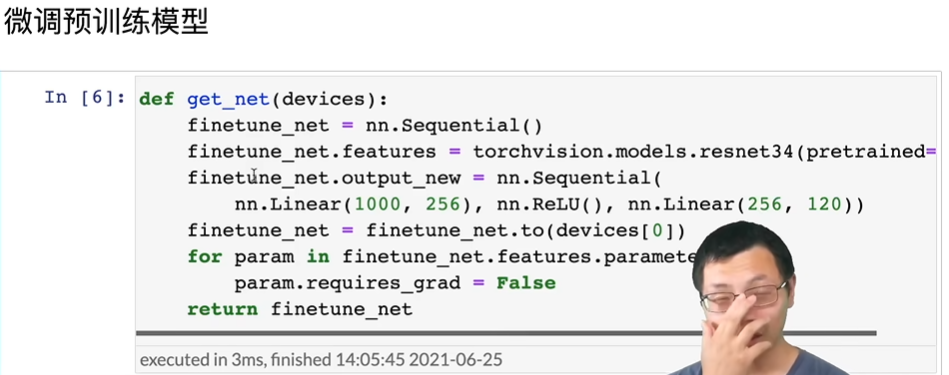 微调预训练模型
In [6]: def get_net(devices):
finetune_net = nn.Sequential()
finetune_net.features = torchvision.models.resnet34(pretrained=
finetune_net.output_new = nn.Sequential(
nn.Linear(1000, 256), nn.ReLU(), nn.Linear(256, 120))
finetune_net = finetune_net.to(devices[0])
for param in finetune_net.features.paramete
param.requires_grad = False
return finetune_net
executed in 3ms, finished 14:05:45 2021-06-25